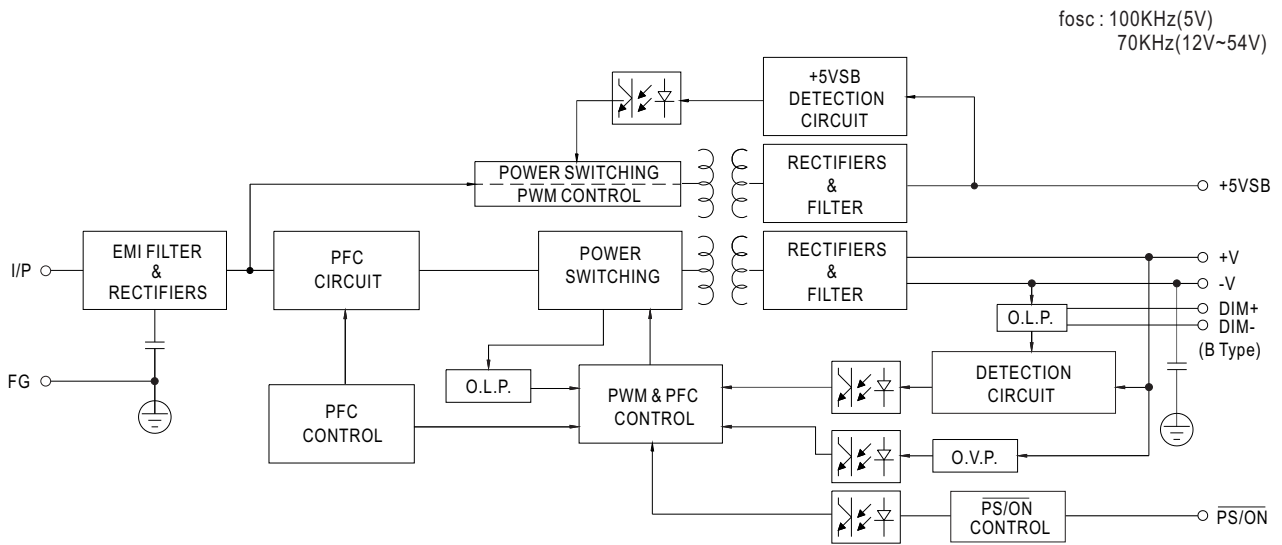 fosc : 100KHz(5V)
70KHz(12V~54V)
+5VSB
DETECTION
CIRCUIT
POWER SWITCHING
PWM CONTROL
RECTIFIERS
&
FILTER
+5VSB
I/P
EMI FILTER
&
RECTIFIERS
PFC
CIRCUIT
POWER
SWITCHING
RECTIFIERS
&
FILTER
+V
-V
DIM+
DIM-
(B Type)
O.L.P.
FG
O.L.P.
PFC
CONTROL
PWM & PFC
CONTROL
DETECTION
CIRCUIT
O.V.P.
PS/ON
CONTROL
PS/ON